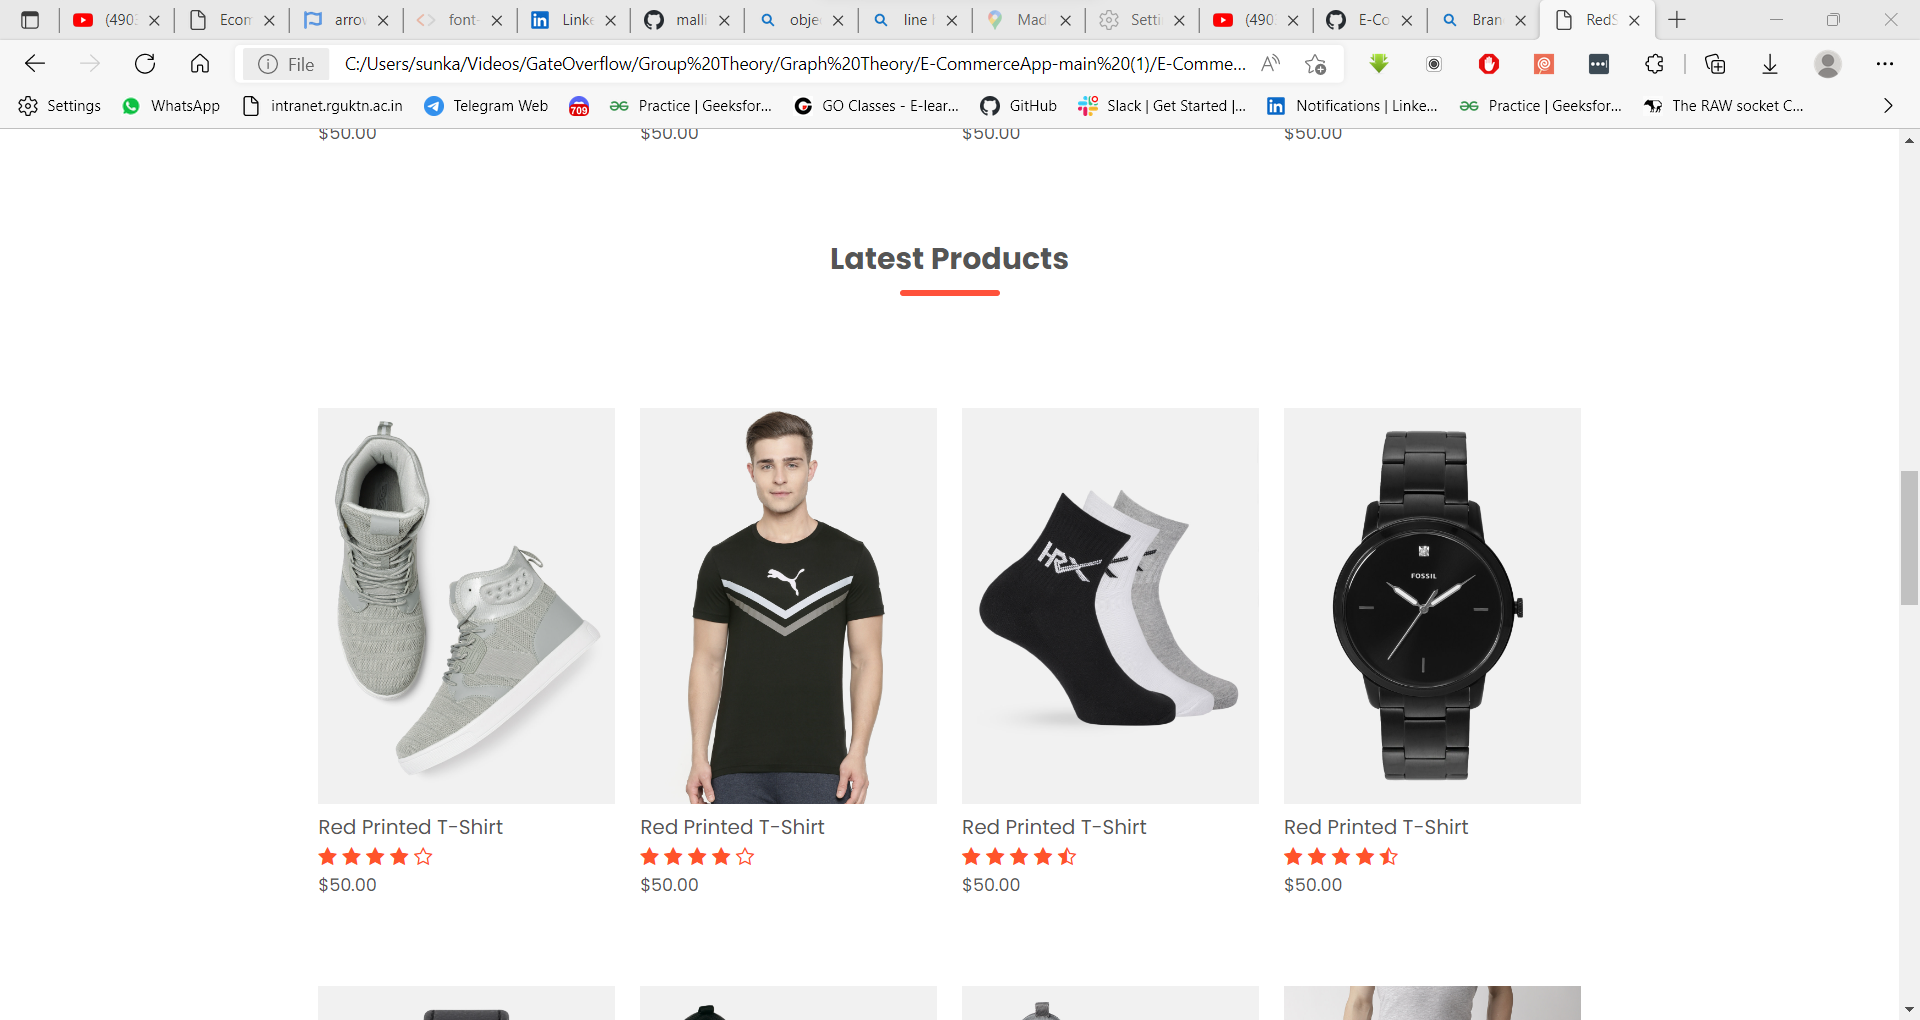 (490:
Ecom
arro
font-
Linke
malli
obje
line
Mad
Setti
(490
E-Co
Bran
RedS
File
C:/Users/sunka/Videos/GateOverflow/Group%20Theory/Graph%20Theory/E-CommerceApp-main%20(1)/E-Comme...
Settings
WhatsApp
intranet.rguktn.ac.in
Telegram Web
709
Practice | Geeksfor...
GO Classes - E-lear...
GitHub
Slack | Get Started |...
Notifications | Linke...
Practice | Geeksfor...
The RAW socket C...
$50.00
$50.00
$50.00
$50.00
Latest Products
HRX
FOSSIL
Red Printed T-Shirt
Red Printed T-Shirt
Red Printed T-Shirt
Red Printed T-Shirt
$50.00
$50.00
$50.00
$50.00